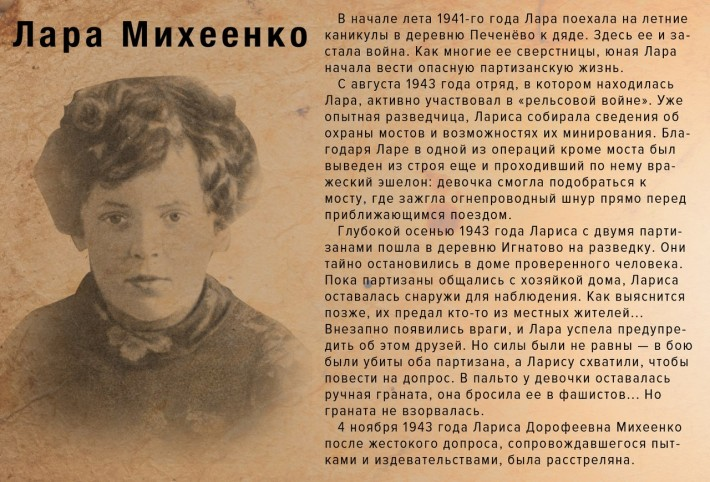 Лара Михеенко
В начале лета 1941-го года Лара поехала на летние
каникулы в деревню Печенёво к дяде. Здесь ее и за-
стала война. Как многие ее сверстницы, юная Лара
начала вести опасную партизанскую жизнь.
С августа 1943 года отряд, в котором находилась
Лара, активно участвовал в «рельсовой войне». Уже
опытная разведчица, Лариса собирала сведения об
охраны мостов и возможностях их минирования. Бла-
годаря Ларе в одной из операций кроме моста был
выведен из строя еще и проходивший по нему вра-
жеский эшелон: девочка смогла подобраться к
мосту, где зажгла огнепроводный шнур прямо перед
приближающимся поездом.
Глубокой осенью 1943 года Лариса с двумя парти-
занами пошла в деревню Игнатово на разведку. Они
тайно остановились в доме проверенного человека.
Пока партизаны общались с хозяйкой дома, Лариса
оставалась снаружи для наблюдения. Как выяснится
позже, их предал кто-то из местных жителей...
Внезапно появились враги, и Лара успела предупре-
дить об этом друзей. Но силы были не равны — в бою
были убиты оба партизана, а Ларису схватили, чтобы
повести на допрос. В пальто у девочки оставалась
ручная граната, она бросила ее в фашистов... Но
граната не взорвалась.
4 ноября 1943 года Лариса Дорофеевна Михеенко
после жестокого допроса, сопровождавшегося пыт-
ками и издевательствами, была расстреляна.